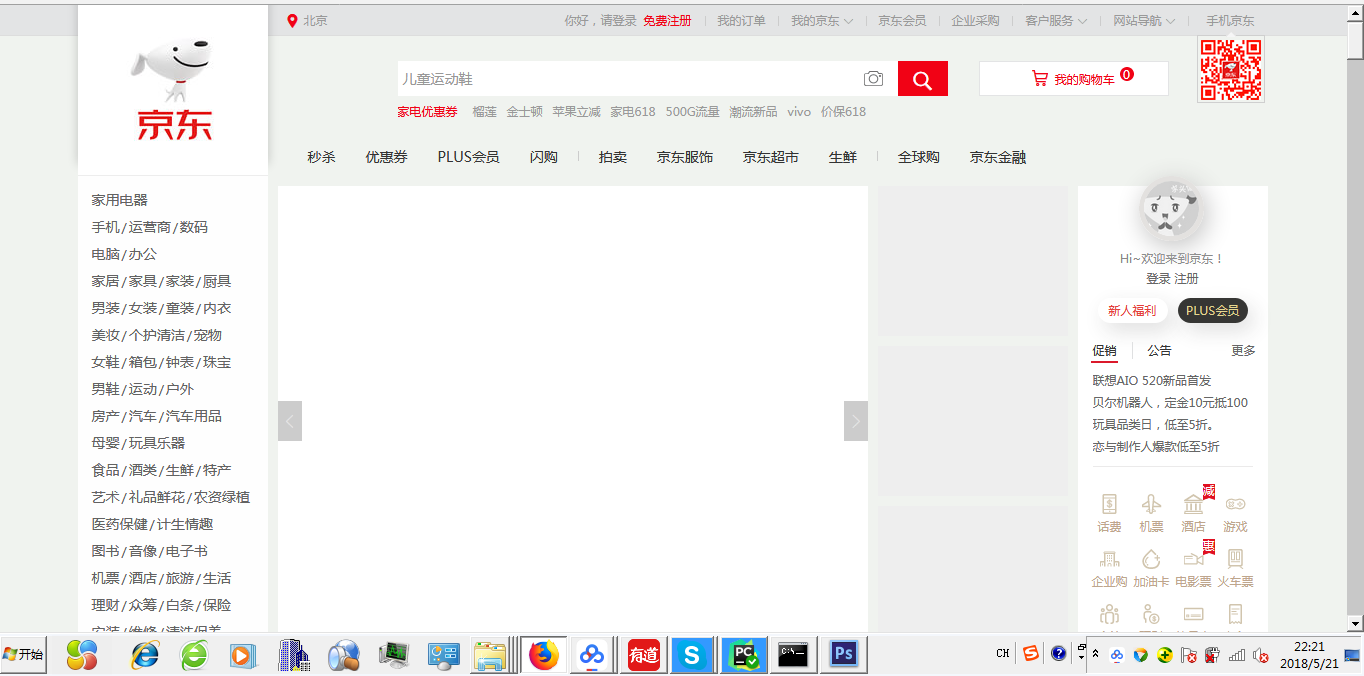 北京
你好，请登录 免费注册 我的订单 我的京东 京东会员 企业采购 客户服务 网站导航 手机京东
京东
儿童运动鞋
我的购物车 0
家电优惠券 榴莲 金士顿 苹果立减 家电618 500G流量 潮流新品 vivo 价保618
秒杀 优惠券 PLUS会员 闪购 拍卖 京东服饰 京东超市 生鲜 全球购 京东金融
家用电器
手机/运营商/数码
电脑/办公
家居/家具/家装/厨具
男装/女装/童装/内衣
美妆/个护清洁/宠物
女鞋/箱包/钟表/珠宝
男鞋/运动/户外
房产/汽车/汽车用品
母婴/玩具乐器
食品/酒类/生鲜/特产
艺术/礼品鲜花/农资绿植
医药保健/计生情趣
图书/音像/电子书
机票/酒店/旅游/生活
理财/众筹/白条/保险
Hi~欢迎来到京东！
登录 注册
新人福利 PLUS会员
促销 公告 更多
联想AIO 520新品首发
贝尔机器人，定金10元抵100
玩具品类日，低至5折。
恋与制作人爆款低至5折
减
话费 机票 酒店 游戏
惠
企业购 加油卡 电影票 火车票
开始
有道
S
PC
C:\
Ps
CH
S
22:21
2018/5/21